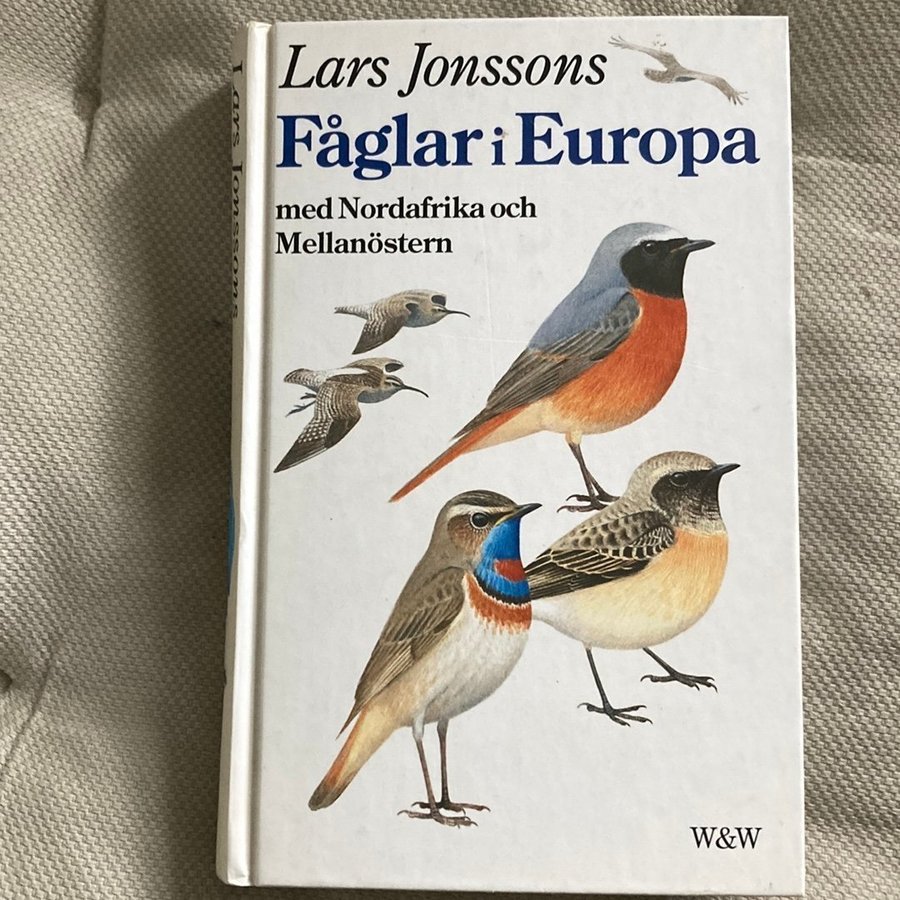 Lars Jonssons
Fåglar i Europa
med Nordafrika och
Mellanöstern
W&W
Lars Jonssons